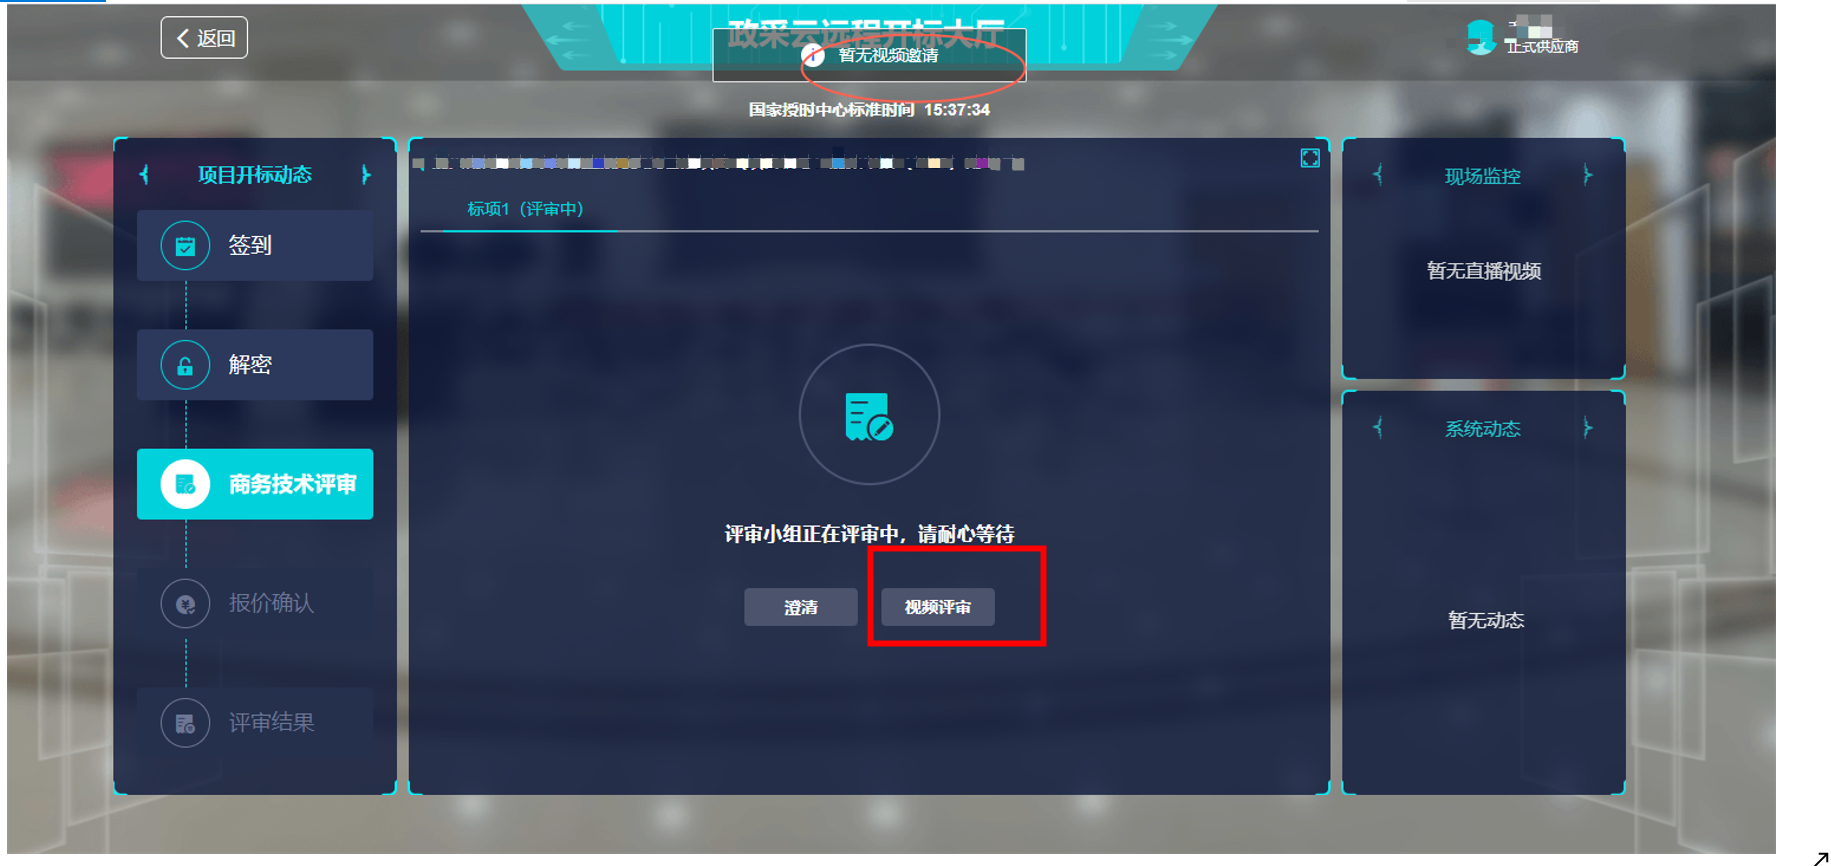 返回
政采云远程开标大厅
暂无视频邀请
正式供应商
国家授时中心标准时间 15:37:34
项目开标动态
签到
解密
商务技术评审
报价确认
评审结果
标项1（评审中）
评审小组正在评审中，请耐心等待
澄清
视频评审
现场监控
暂无直播视频
系统动态
暂无动态